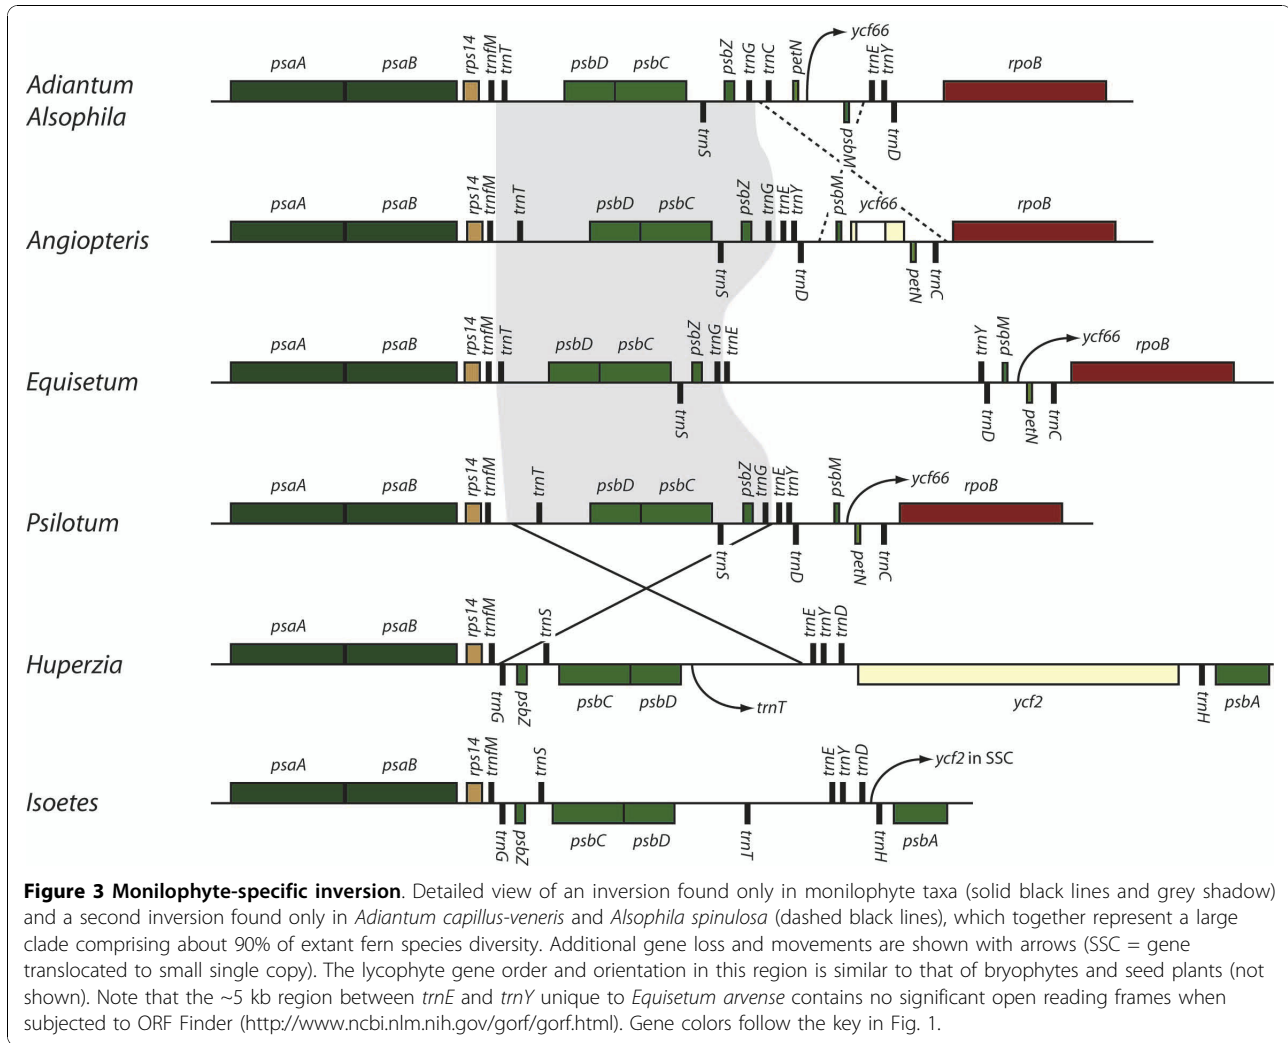 psaA psaB rps14 trnfM trnT psbD psbC psbZ trnG trnC petN ycf66 trnE trnY rpoB
Adiantum
Alsophila
trnS psbM trnD
psaA psaB rps14 trnfM trnT psbD psbC psbZ trnG trnE trnY psbM ycf66 rpoB
Angiopteris
trnS trnD petN trnC
psaA psaB rps14 trnfM trnT psbD psbC psbZ trnG trnE trnY psbM ycf66 rpoB
Equisetum
trnS trnD petN trnC
psaA psaB rps14 trnfM trnT psbD psbC psbZ trnG trnE trnY psbM ycf66 rpoB
Psilotum
trnS trnD petN trnC
psaA psaB rps14 trnfM trnS trnE trnY trnD
Huperzia
trnG psbZ psbC psbD trnT ycf2 trnH psbA
psaA psaB rps14 trnfM trnS trnE trnY trnD ycf2 in SSC
Isoetes
trnG psbZ psbC psbD trnT trnH psbA
Figure 3 Monilophyte-specific inversion. Detailed view of an inversion found only in monilophyte taxa (solid black lines and grey shadow)
and a second inversion found only in Adiantum capillus-veneris and Alsophila spinulosa (dashed black lines), which together represent a large
clade comprising about 90% of extant fern species diversity. Additional gene loss and movements are shown with arrows (SSC = gene
translocated to small single copy). The lycophyte gene order and orientation in this region is similar to that of bryophytes and seed plants (not
shown). Note that the ~5 kb region between trnE and trnY unique to Equisetum arvense contains no significant open reading frames when
subjected to ORF Finder (http://www.ncbi.nlm.nih.gov/gorf/gorf.html). Gene colors follow the key in Fig. 1.